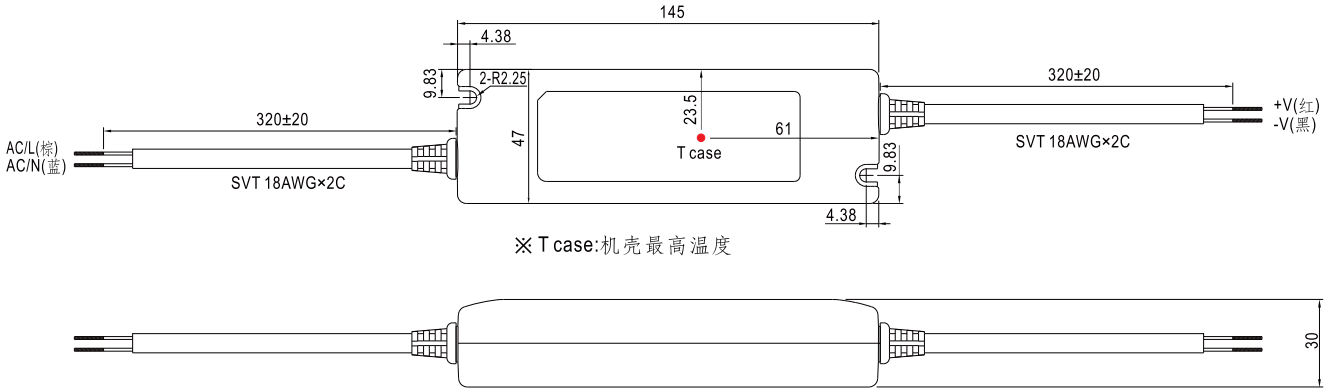 145
4.38
9.83
2-R2.25
320±20
320±20
+V(红)
-V(黑)
SVT 18AWG×2C
AC/L(棕)
AC/N(蓝)
SVT 18AWG×2C
47
23.5
61
T case
9.83
4.38
※ T case:机壳最高温度
30